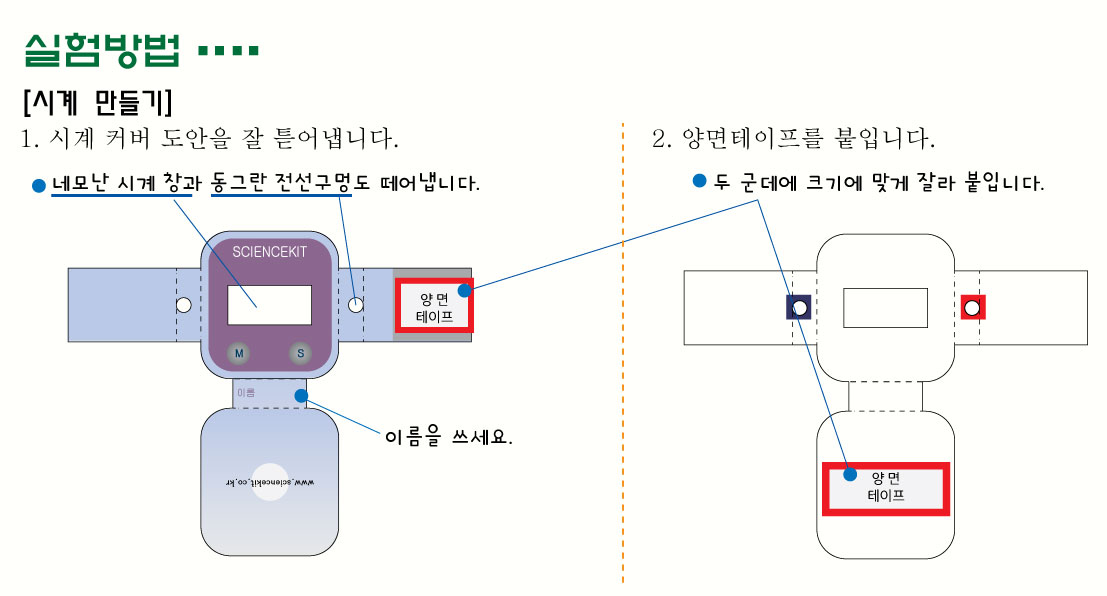 실험방법 ▪▪▪▪
[시계 만들기]
1. 시계 커버 도안을 잘 튿어냅니다.
네모난 시계 창과 동그란 전선구멍도 떼어냅니다.
SCIENCEKIT
M
S
양면
테이프
이름
이름을 쓰세요.
www.sciencekit.co.kr
2. 양면테이프를 붙입니다.
두 군데에 크기에 맞게 잘라 붙입니다.
양면
테이프